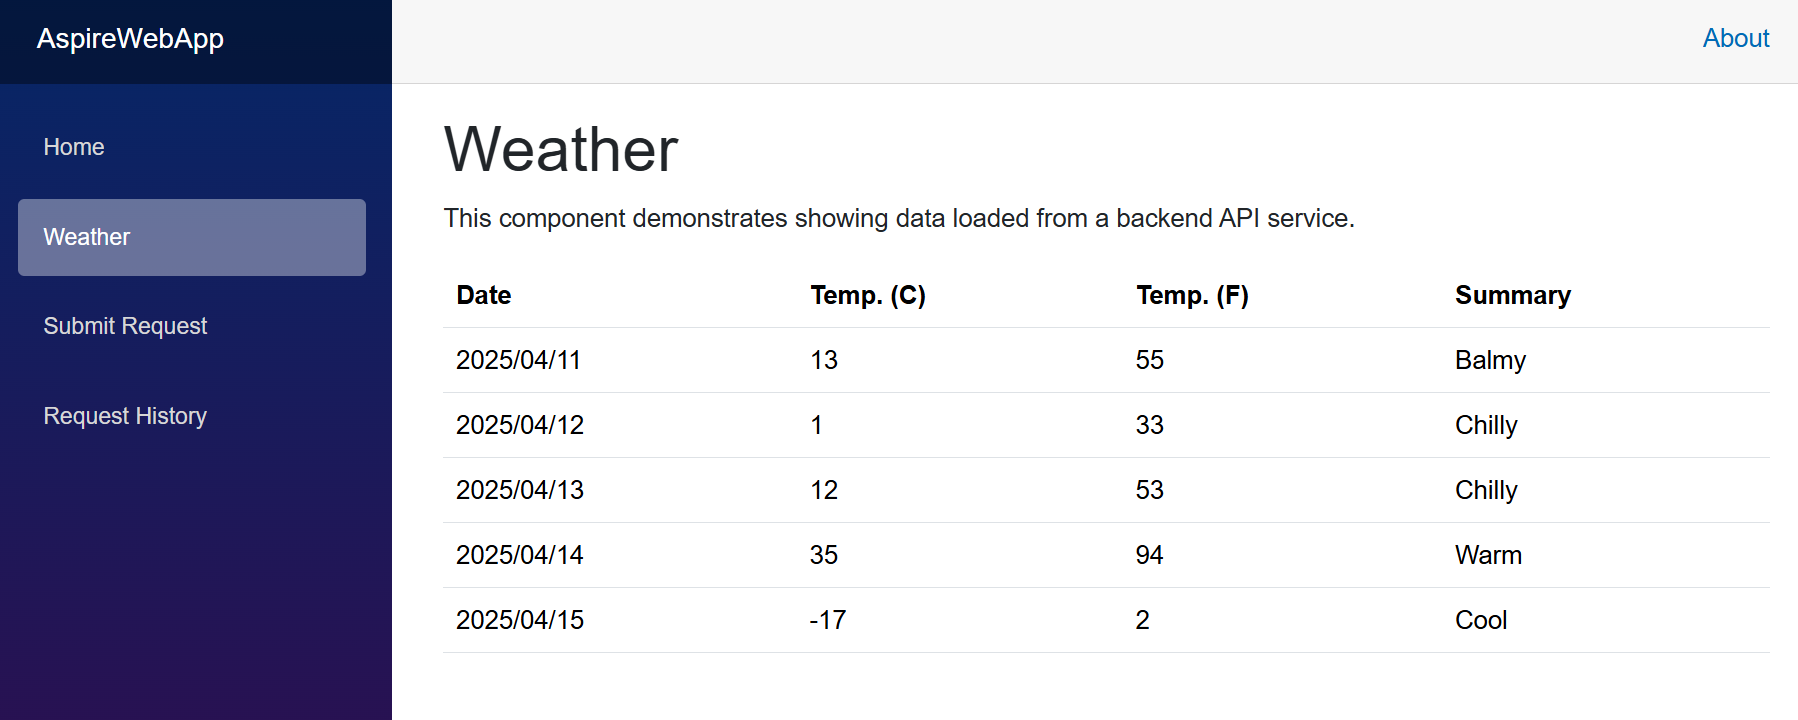 AspireWebApp
About
Home
Weather
Submit Request
Request History
Weather
This component demonstrates showing data loaded from a backend API service.
Date Temp. (C) Temp. (F) Summary
2025/04/11 13 55 Balmy
2025/04/12 1 33 Chilly
2025/04/13 12 53 Chilly
2025/04/14 35 94 Warm
2025/04/15 -17 2 Cool